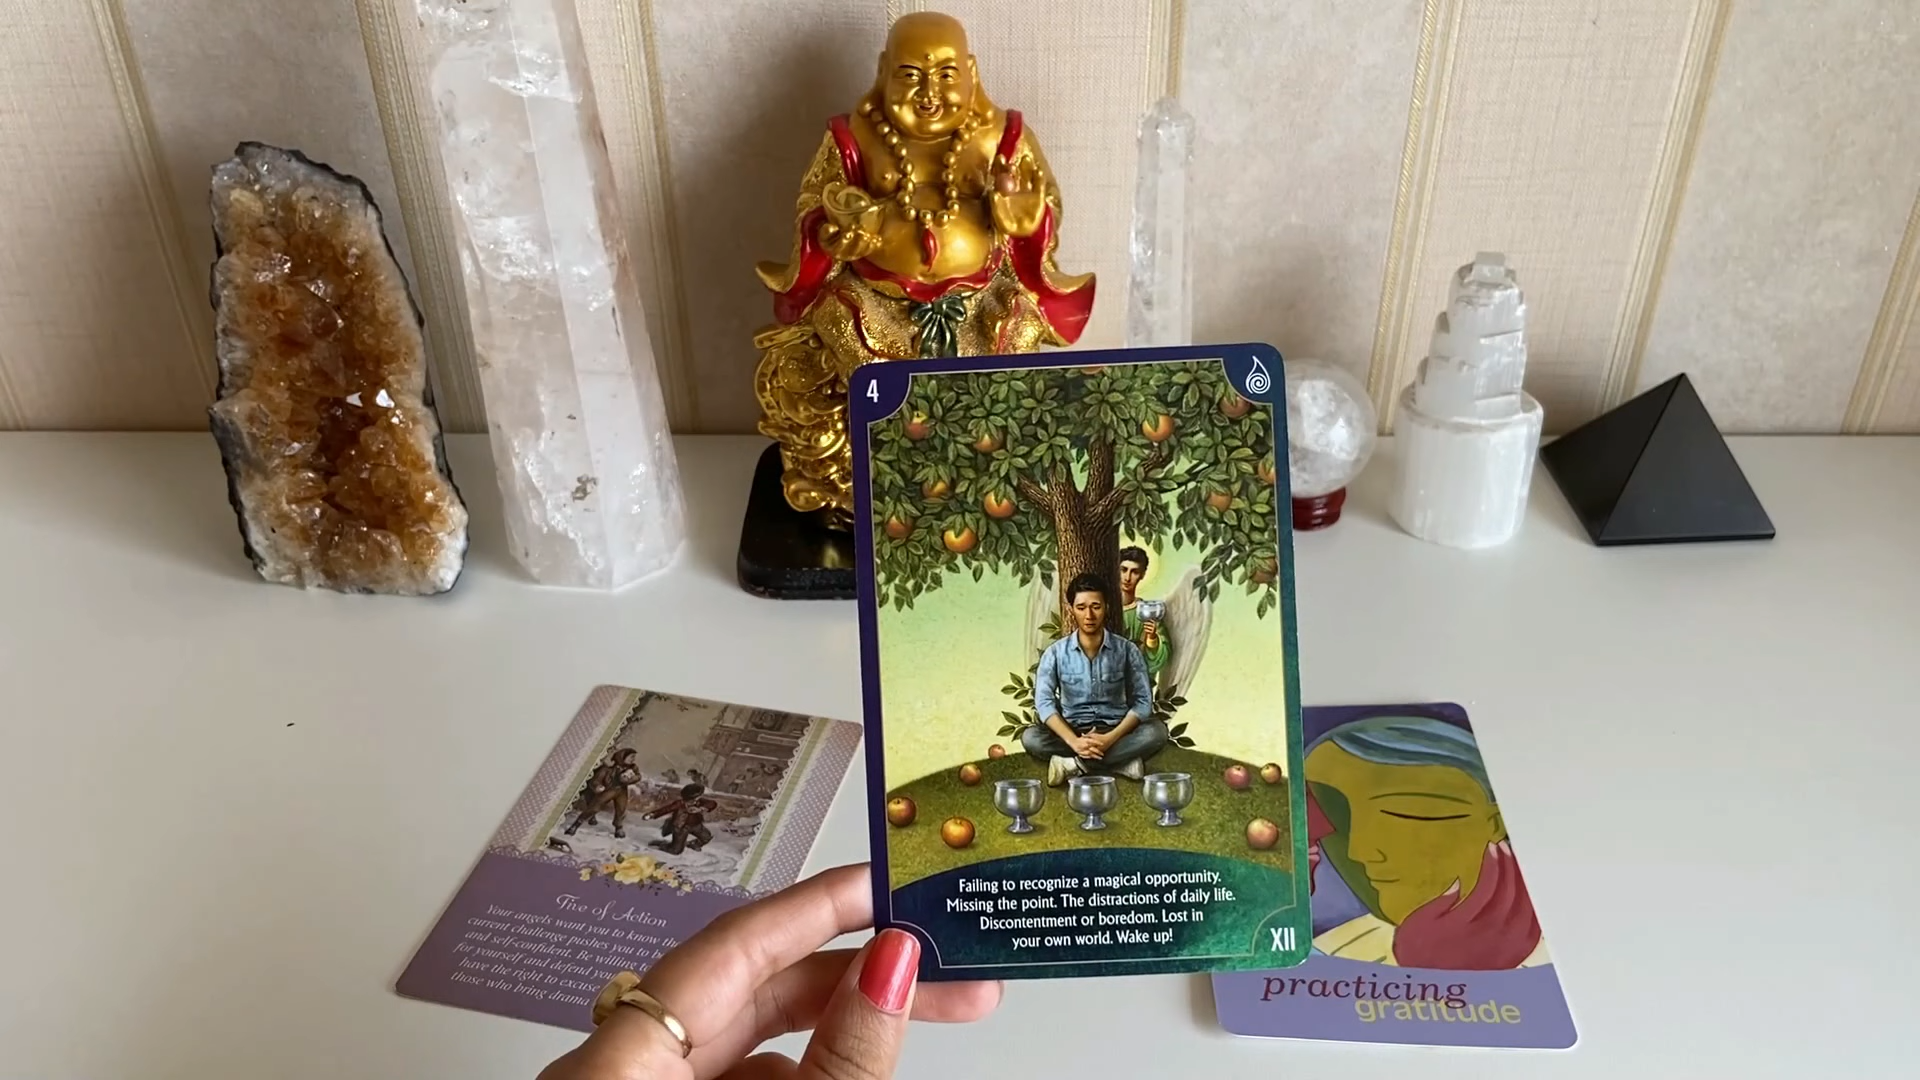 4
Failing to recognize a magical opportunity.
Missing the point. The distractions of daily life.
Discontentment or boredom. Lost in
your own world. Wake up!
XII
Five of Action
Your angels want you to know the
current challenge pushes you to be
and self-confident. Be willing to
for yourself and defend you
have the right to excuse
those who bring drama
practicing
gratitude